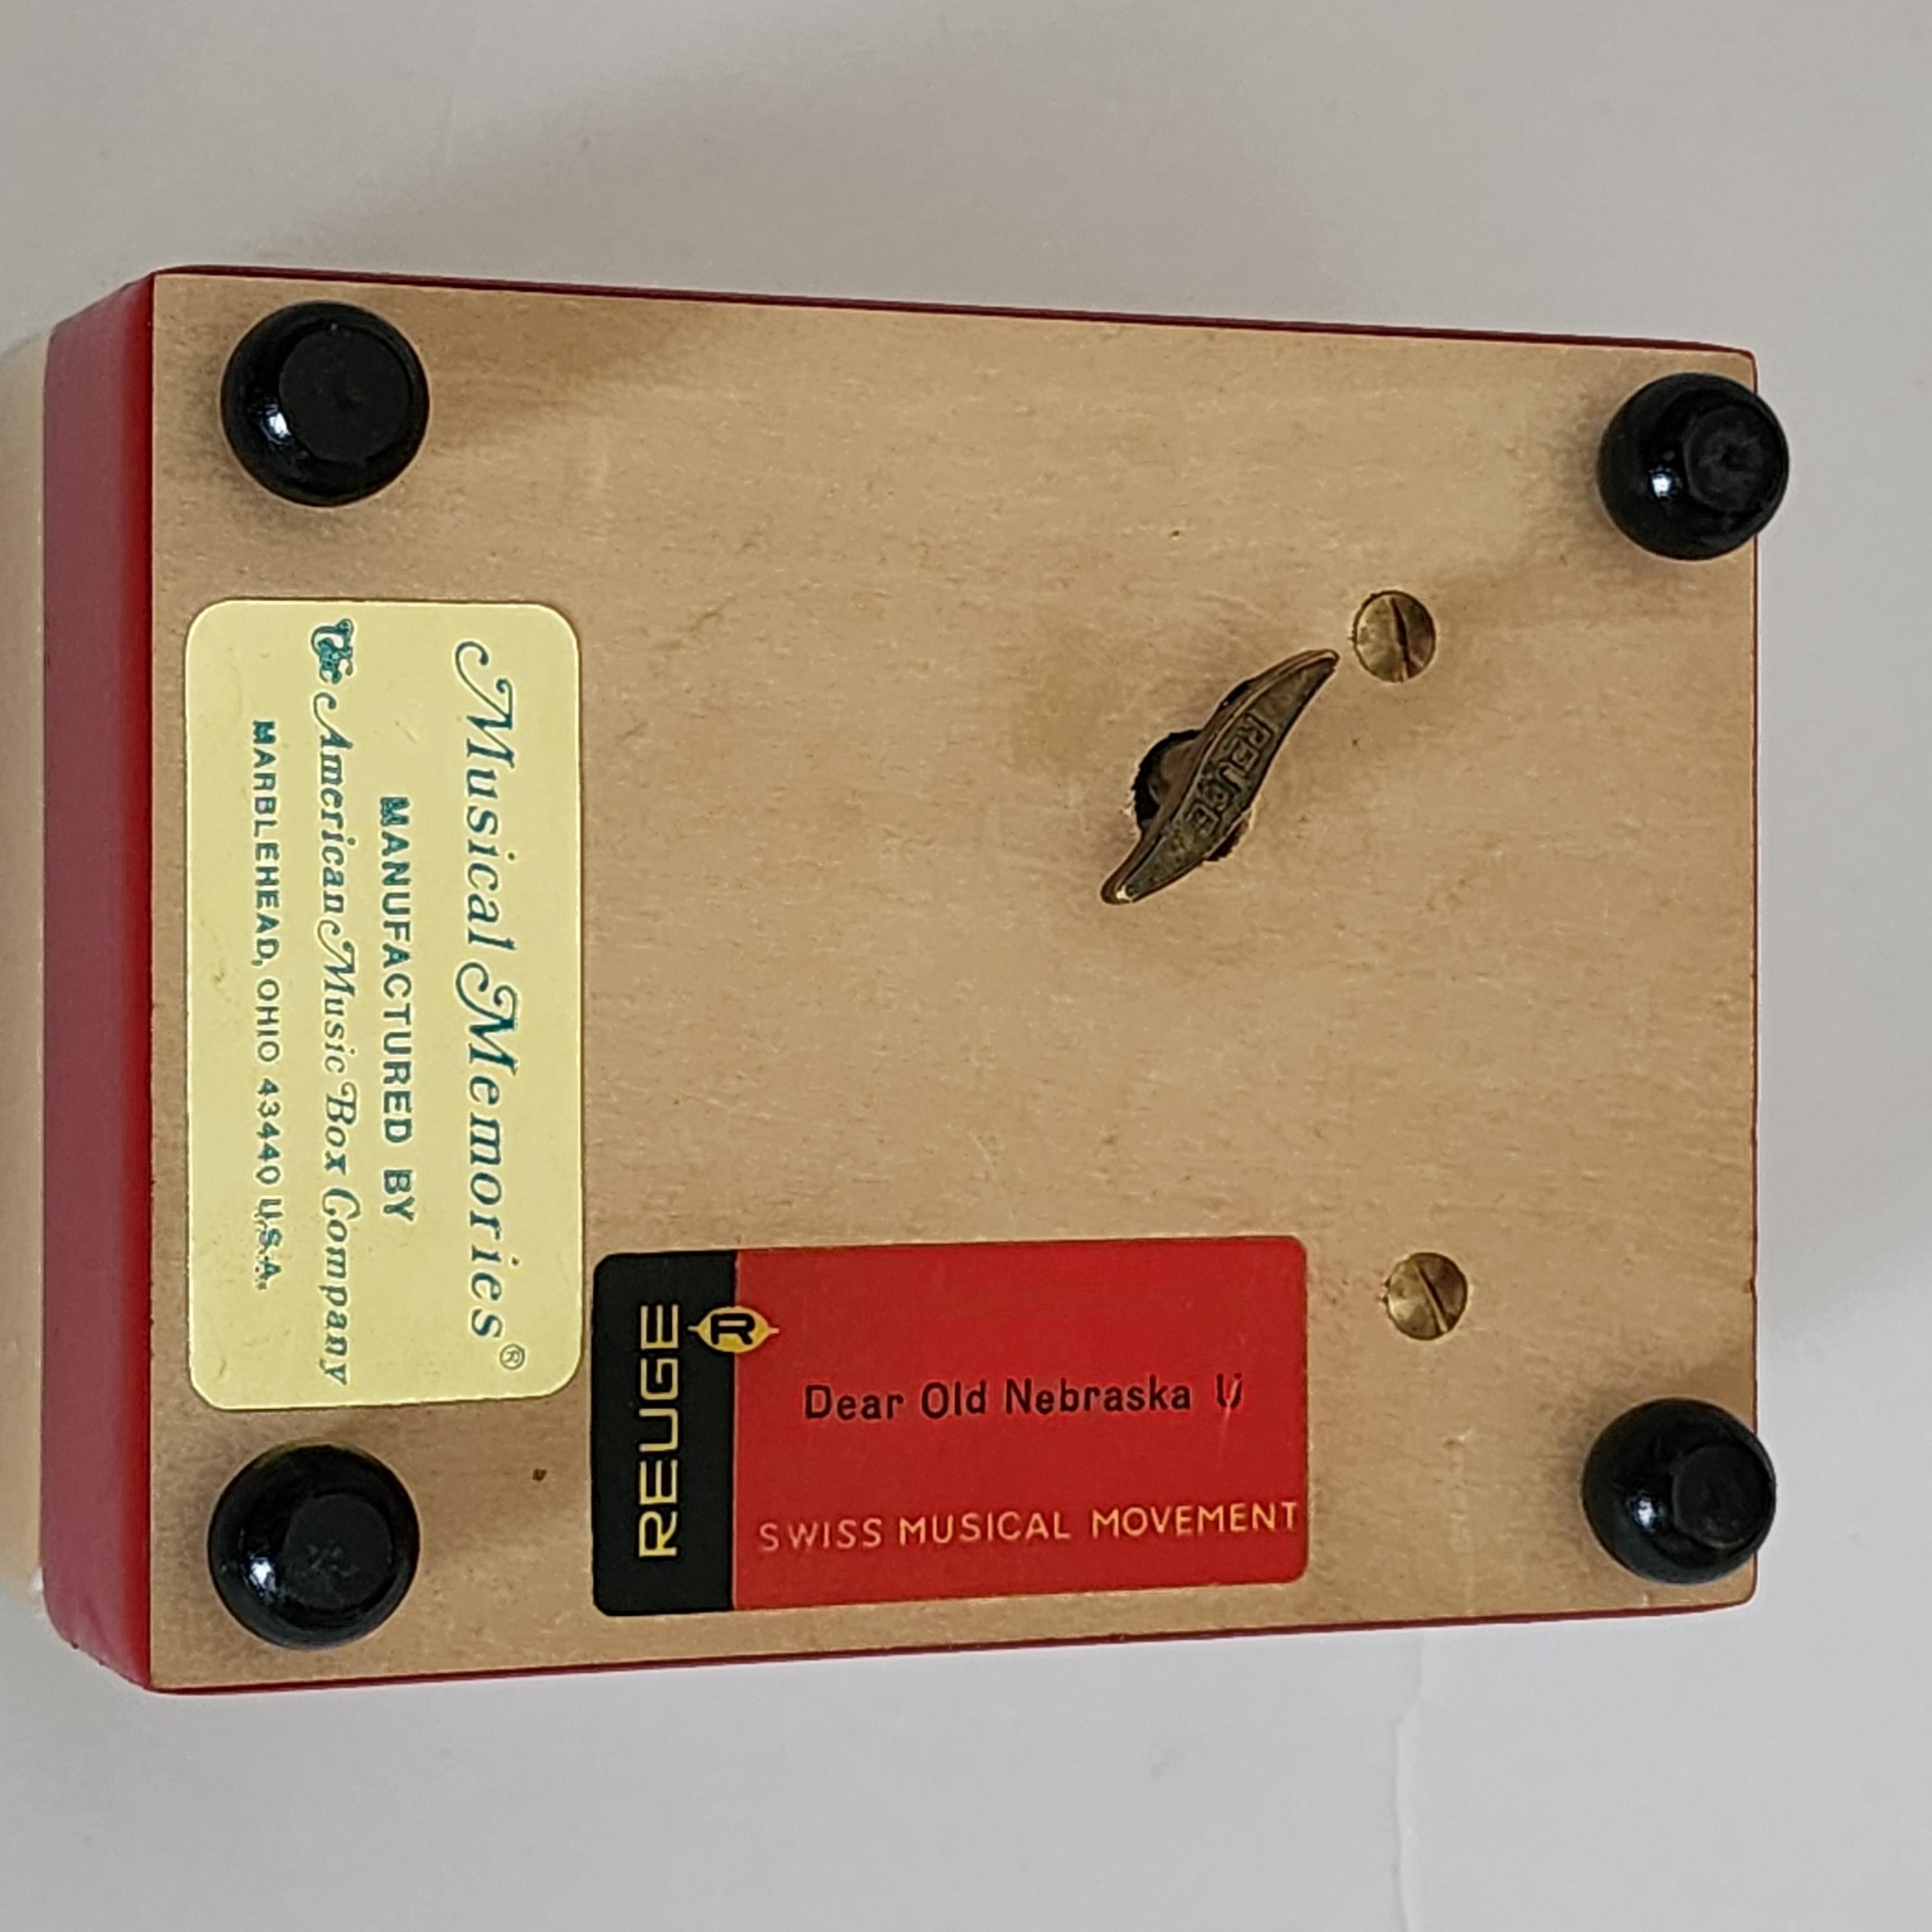 Musical Memories®
MANUFACTURED BY
The American Music Box Company
MARBLEHEAD, OHIO 43440 U.S.A.
REUGE
R
Dear Old Nebraska U
SWISS MUSICAL MOVEMENT
REUGE